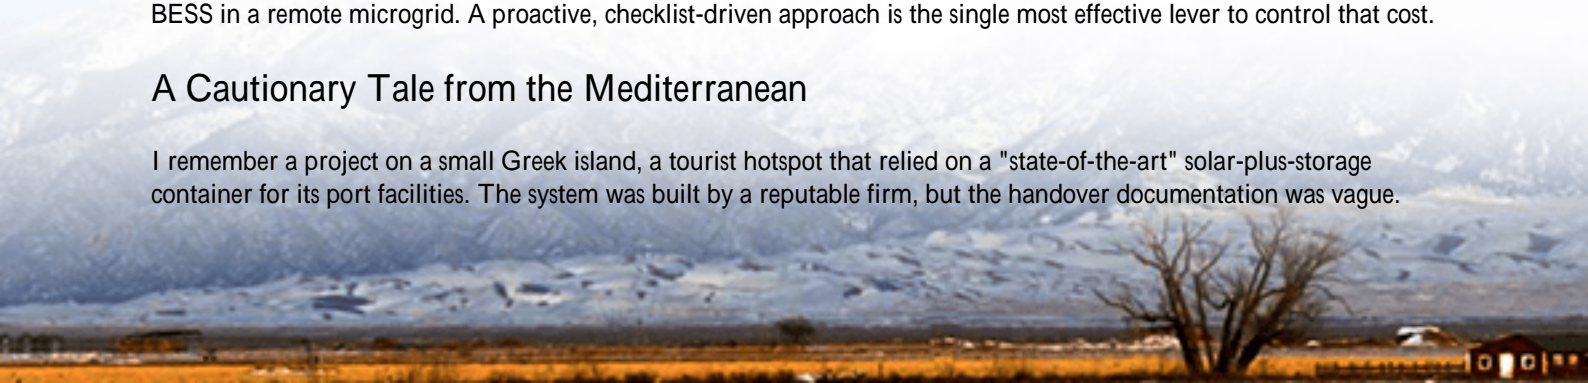 BESS in a remote microgrid. A proactive, checklist-driven approach is the single most effective lever to control that cost.
A Cautionary Tale from the Mediterranean
I remember a project on a small Greek island, a tourist hotspot that relied on a "state-of-the-art" solar-plus-storage
container for its port facilities. The system was built by a reputable firm, but the handover documentation was vague.